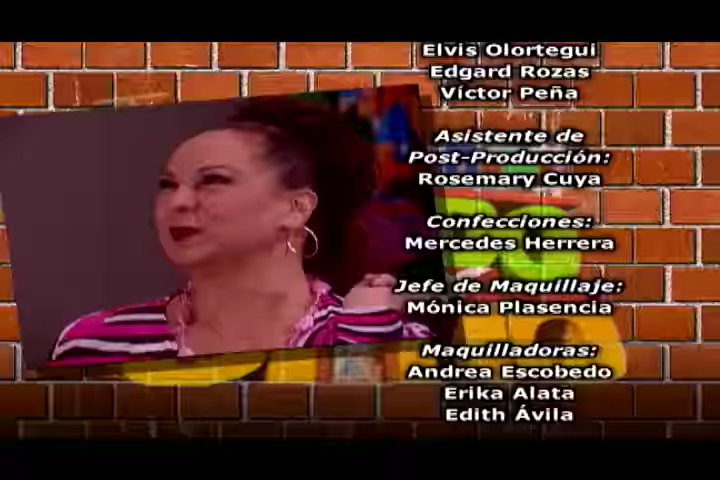 Elvis Olortegui
Edgard Rozas
Víctor Peña
Asistente de
Post-Producción:
Rosemary Cuya
Confecciones:
Mercedes Herrera
Jefe de Maquillaje:
Mónica Plasencia
Maquilladoras:
Andrea Escobedo
Erika Alata
Edith Ávila